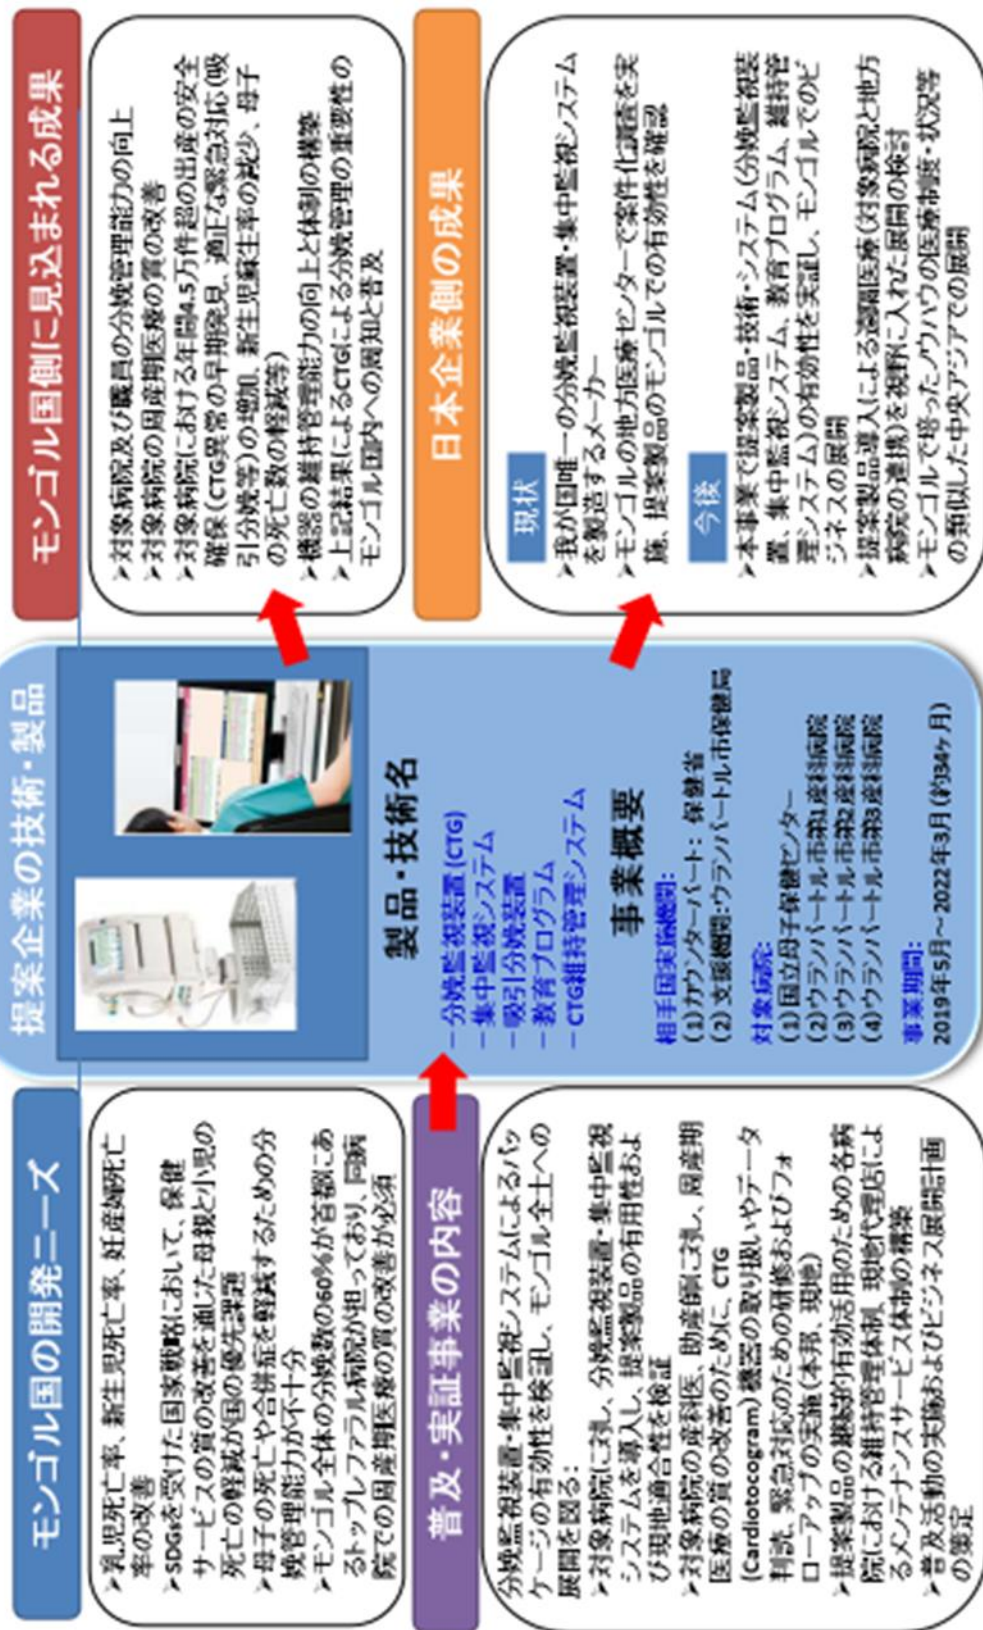 モンゴル国の開発ニーズ
➤乳児死亡率、新生児死亡率、妊産婦死亡
率の改善
➤SDGsを受けた国家戦略において、保健
サービスの質の改善を通した母親と小児の
死亡の軽減が国の優先課題
➤母子の死亡や合併症を軽減するための分
娩管理能力が不十分
➤モンゴル全体の分娩数の60%が首都にあ
るトップレファラル病院が担っており、同病
院での周産期医療の質の改善が必須
普及・実証事業の内容
分娩監視装置・集中監視システムによるパッ
ケージの有効性を検証し、モンゴル全土への
展開を図る：
➤対象病院に対し、分娩監視装置・集中監視
システムを導入し、提案製品の有用性およ
び現地適合性を検証
➤対象病院の産科医、助産師に対し、周産期
医療の質の改善のために、CTG
(Cardiotocogram)機器の取り扱いやデータ
判読、緊急対応のための研修およびフォ
ローアップの実施(本邦、現地)
➤提案製品の継続的有効活用のための各病
院における維持管理体制、現地代理店によ
るメンテナンスサービス体制の構築
➤普及活動の実施およびビジネス展開計画
の策定
提案企業の技術・製品
製品・技術名
－分娩監視装置(CTG)
－集中監視システム
－吸引分娩装置
－教育プログラム
－CTG維持管理システム
事業概要
相手国実施機関：
(1)カウンターパート：保健省
(2)支援機関:ウランバートル市保健局
対象病院：
(1)国立母子保健センター
(2)ウランバートル市第1産科病院
(3)ウランバートル市第2産科病院
(4)ウランバートル市第3産科病院
事業期間：
2019年5月～2022年3月(約34ヶ月)
モンゴル国側に見込まれる成果
➤対象病院及び職員の分娩管理能力の向上
➤対象病院の周産期医療の質の改善
➤対象病院における年間4.5万件超の出産の安全
確保(CTG異常の早期発見、適正な緊急対応(吸
引分娩等)の増加、新生児蘇生率の減少、母子
の死亡数の軽減等)
➤機器の維持管理能力の向上と体制の構築
➤上記結果によるCTGによる分娩管理の重要性の
モンゴル国内への周知と普及
日本企業側の成果
現状
➤我が国唯一の分娩監視装置・集中監視システム
を製造するメーカー
➤モンゴルの地方医療センターで案件化調査を実
施、提案製品のモンゴルでの有効性を確認
今後
➤本事業で提案製品・技術・システム(分娩監視装
置、集中監視システム、教育プログラム、維持管
理システム)の有効性を実証し、モンゴルでのビ
ジネスの展開
➤提案製品導入による遠隔医療(対象病院と地方
病院の連携)を視野に入れた展開の検討
➤モンゴルで培ったノウハウの医療制度・状況等
の類似した中央アジアでの展開